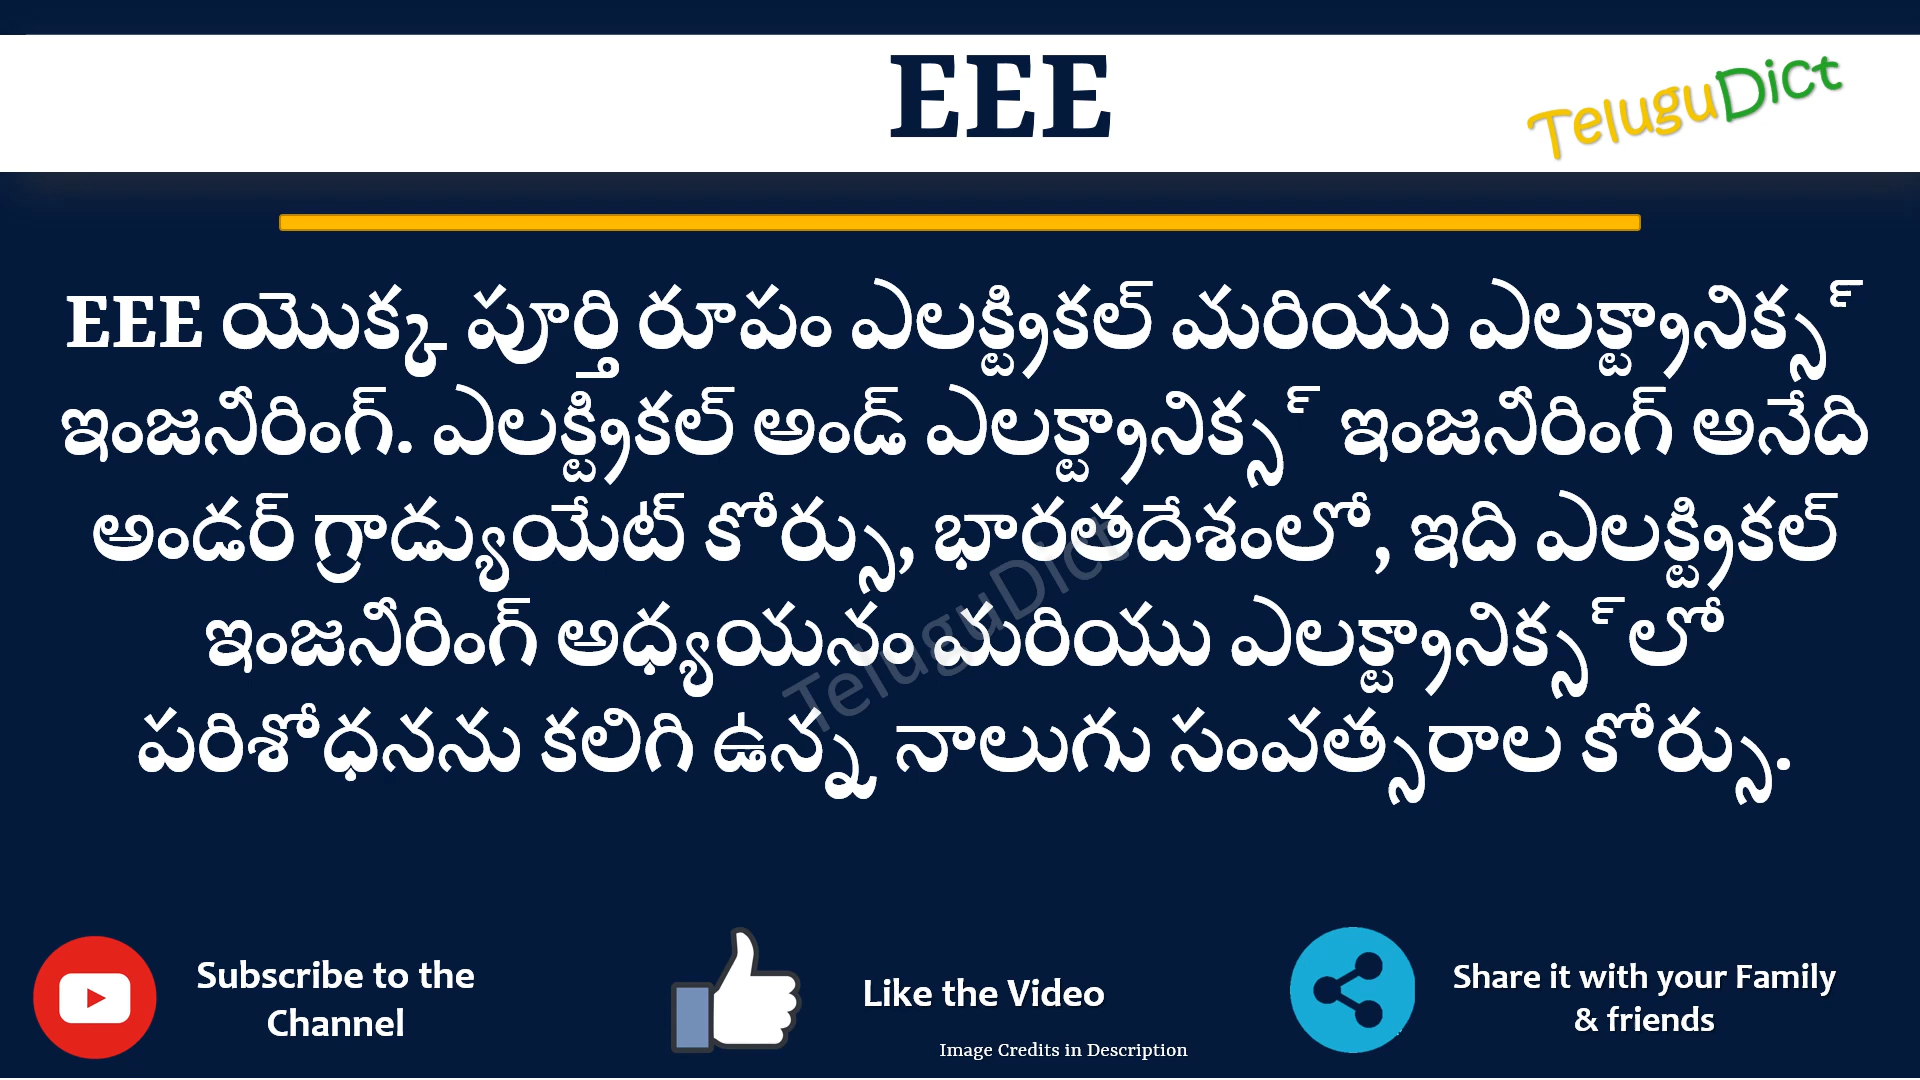 EEE
TeluguDict
EEE యొక్క పూర్తి రూపం ఎలక్ట్రికల్ మరియు ఎలక్ట్రానిక్స్
ఇంజనీరింగ్. ఎలక్ట్రికల్ అండ్ ఎలక్ట్రానిక్స్ ఇంజనీరింగ్ అనేది
అండర్ గ్రాడ్యుయేట్ కోర్సు, భారతదేశంలో, ఇది ఎలక్ట్రికల్
ఇంజనీరింగ్ అధ్యయనం మరియు ఎలక్ట్రానిక్స్ లో
పరిశోధనను కలిగి ఉన్న నాలుగు సంవత్సరాల కోర్సు.
TeluguDict
Subscribe to the
Channel
Like the Video
Share it with your Family
& friends
Image Credits in Description